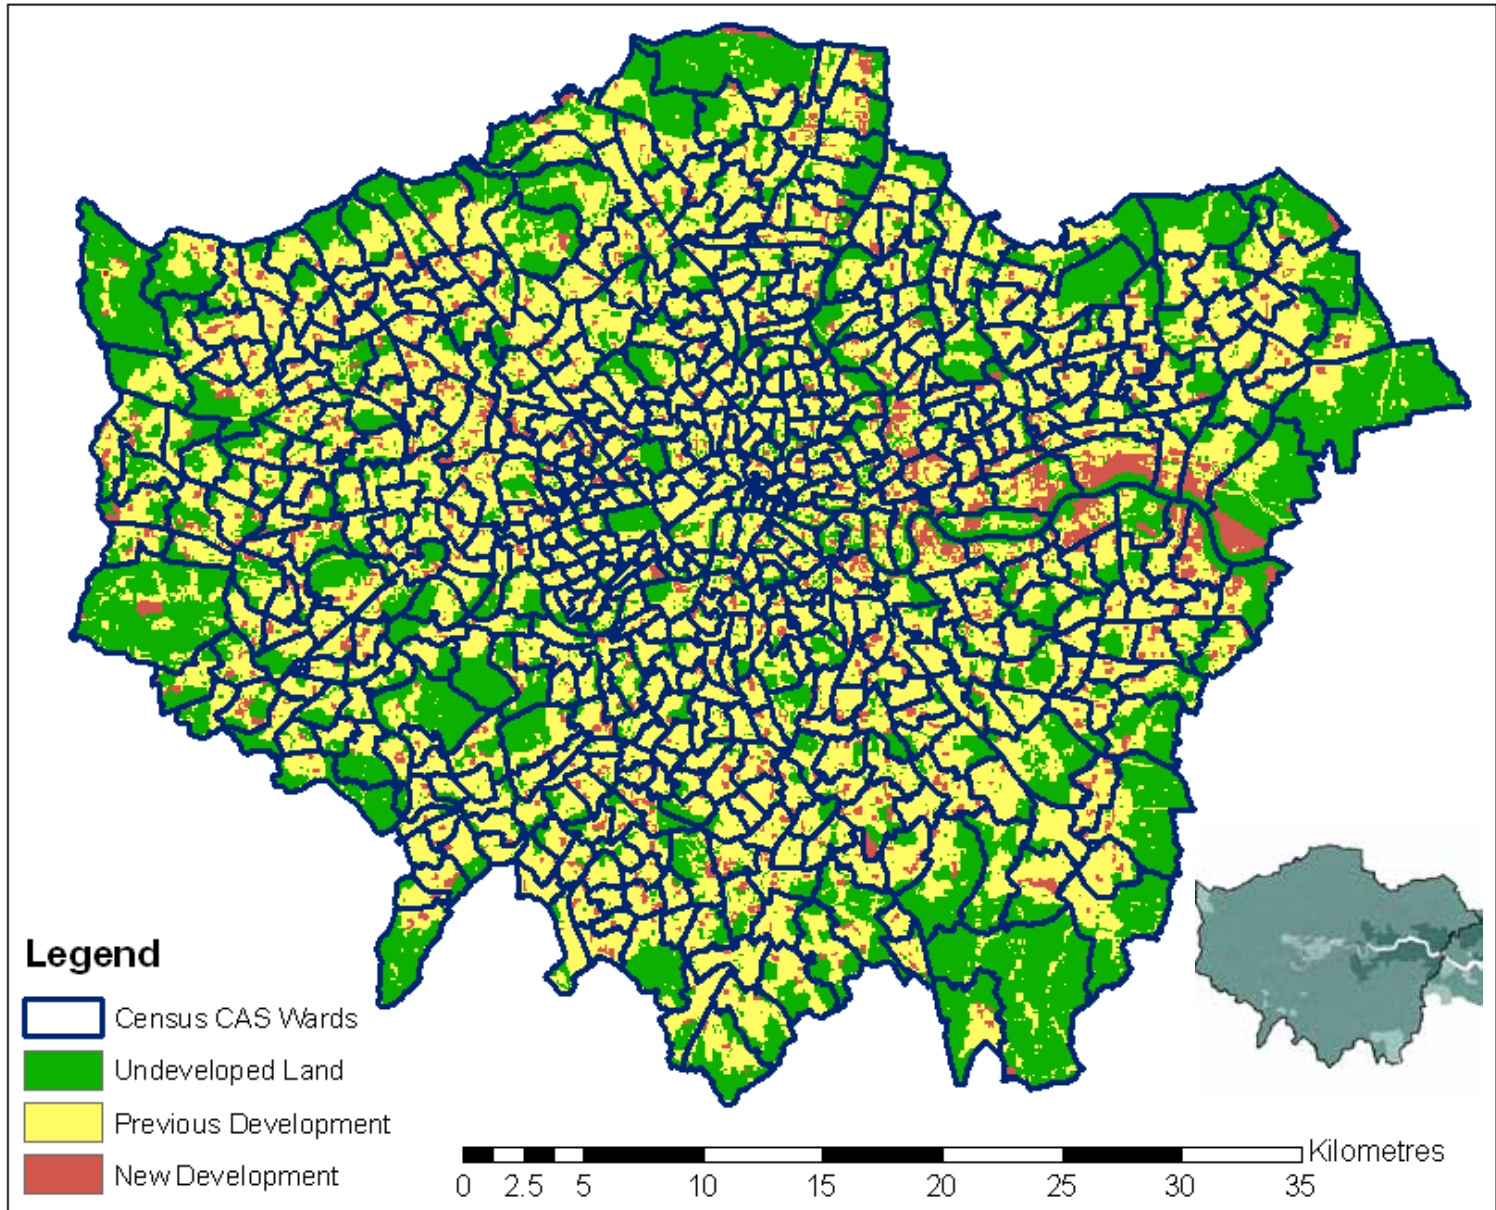 Legend
Census CAS Wards
Undeveloped Land
Previous Development
New Development
Kilometres
0 2.5 5 10 15 20 25 30 35